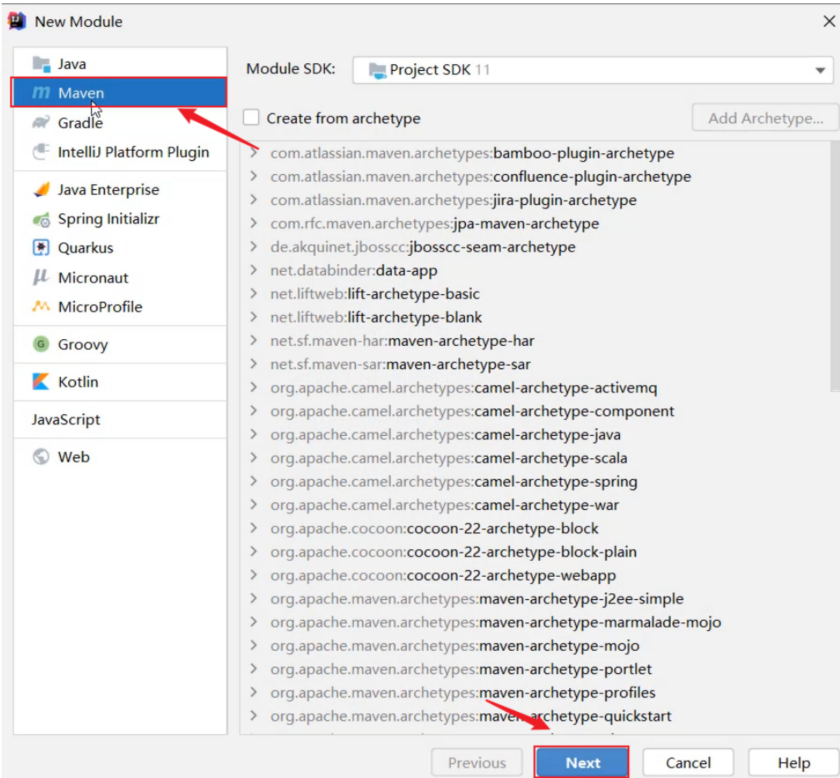 New Module
Java
Maven
Gradle
IntelliJ Platform Plugin
Java Enterprise
Spring Initializr
Quarkus
Micronaut
MicroProfile
Groovy
Kotlin
JavaScript
Web
Module SDK: Project SDK 11
Create from archetype
Add Archetype...
com.atlassian.maven.archetypes:bamboo-plugin-archetype
com.atlassian.maven.archetypes:confluence-plugin-archetype
com.atlassian.maven.archetypes:jira-plugin-archetype
com.rfc.maven.archetypes:jpa-maven-archetype
de.akquinet.jbosscc:jbosscc-seam-archetype
net.databinder:data-app
net.liftweb:lift-archetype-basic
net.liftweb:lift-archetype-blank
net.sf.maven-har:maven-archetype-har
net.sf.maven-sar:maven-archetype-sar
org.apache.camel.archetypes:camel-archetype-activemq
org.apache.camel.archetypes:camel-archetype-component
org.apache.camel.archetypes:camel-archetype-java
org.apache.camel.archetypes:camel-archetype-scala
org.apache.camel.archetypes:camel-archetype-spring
org.apache.camel.archetypes:camel-archetype-war
org.apache.cocoon:cocoon-22-archetype-block
org.apache.cocoon:cocoon-22-archetype-block-plain
org.apache.cocoon:cocoon-22-archetype-webapp
org.apache.maven.archetypes:maven-archetype-j2ee-simple
org.apache.maven.archetypes:maven-archetype-marmalade-mojo
org.apache.maven.archetypes:maven-archetype-mojo
org.apache.maven.archetypes:maven-archetype-portlet
org.apache.maven.archetypes:maven-archetype-profiles
org.apache.maven.archetypes:maven-archetype-quickstart
Previous
Next
Cancel
Help